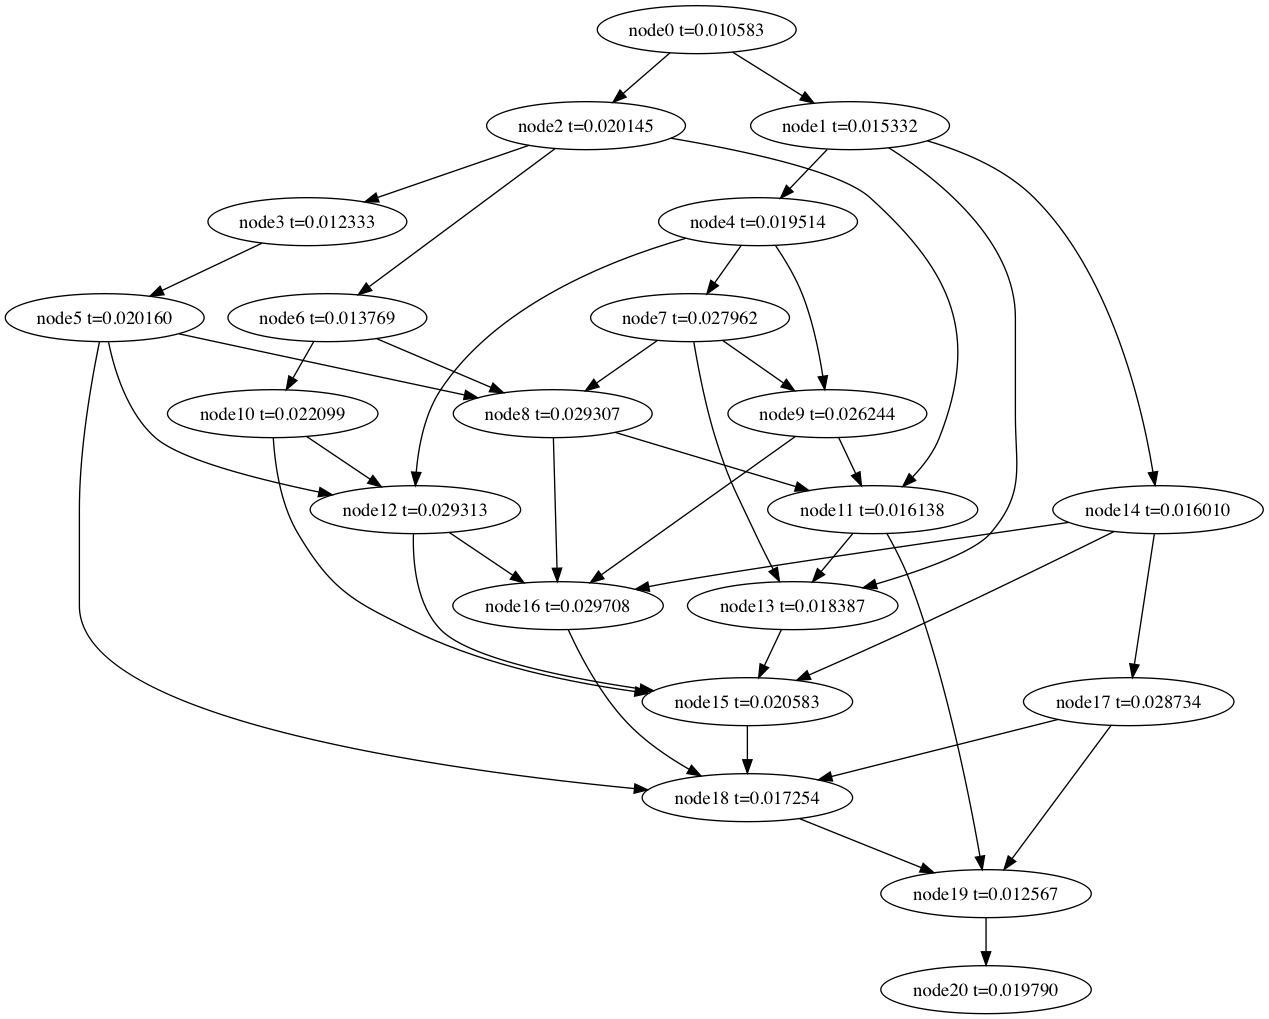 node0 t=0.010583
node2 t=0.020145
node1 t=0.015332
node3 t=0.012333
node4 t=0.019514
node5 t=0.020160
node6 t=0.013769
node7 t=0.027962
node10 t=0.022099
node8 t=0.029307
node9 t=0.026244
node12 t=0.029313
node11 t=0.016138
node14 t=0.016010
node16 t=0.029708
node13 t=0.018387
node15 t=0.020583
node17 t=0.028734
node18 t=0.017254
node19 t=0.012567
node20 t=0.019790